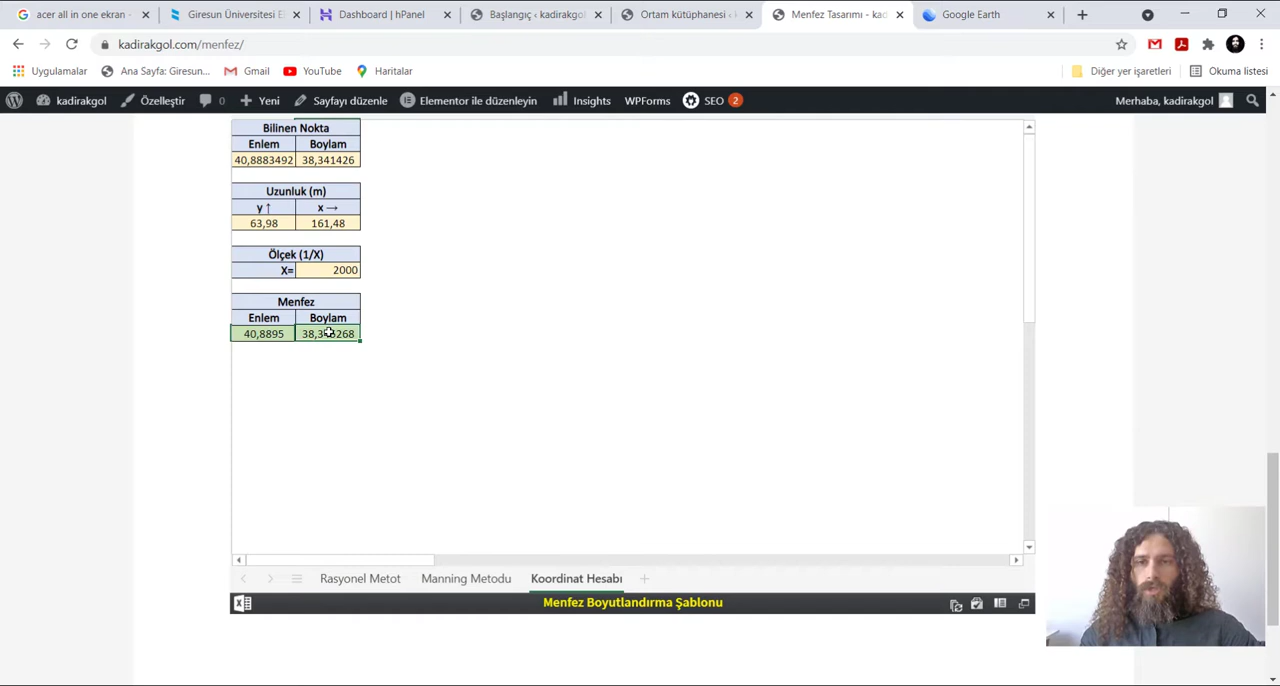 acer all in one ekran -
Giresun Üniversitesi E
Dashboard | hPanel
Başlangıç ‹ kadirakgo
Ortam kütüphanesi ‹ k
Menfez Tasarımı - kad
Google Earth
kadirakgol.com/menfez/
Uygulamalar
Ana Sayfa: Giresun...
Gmail
YouTube
Haritalar
Diğer yer işaretleri
Okuma listesi
kadirakgol
Özelleştir
0
Yeni
Sayfayı düzenle
Elementor ile düzenleyin
Insights
WPForms
SEO 2
Merhaba, kadirakgol
Bilinen Nokta
Enlem Boylam
40,8883492 38,341426
Uzunluk (m)
y ↑ x →
63,98 161,48
Ölçek (1/X)
X= 2000
Menfez
Enlem Boylam
40,8895
Rasyonel Metot
Manning Metodu
Koordinat Hesabı
Menfez Boyutlandırma Şablonu